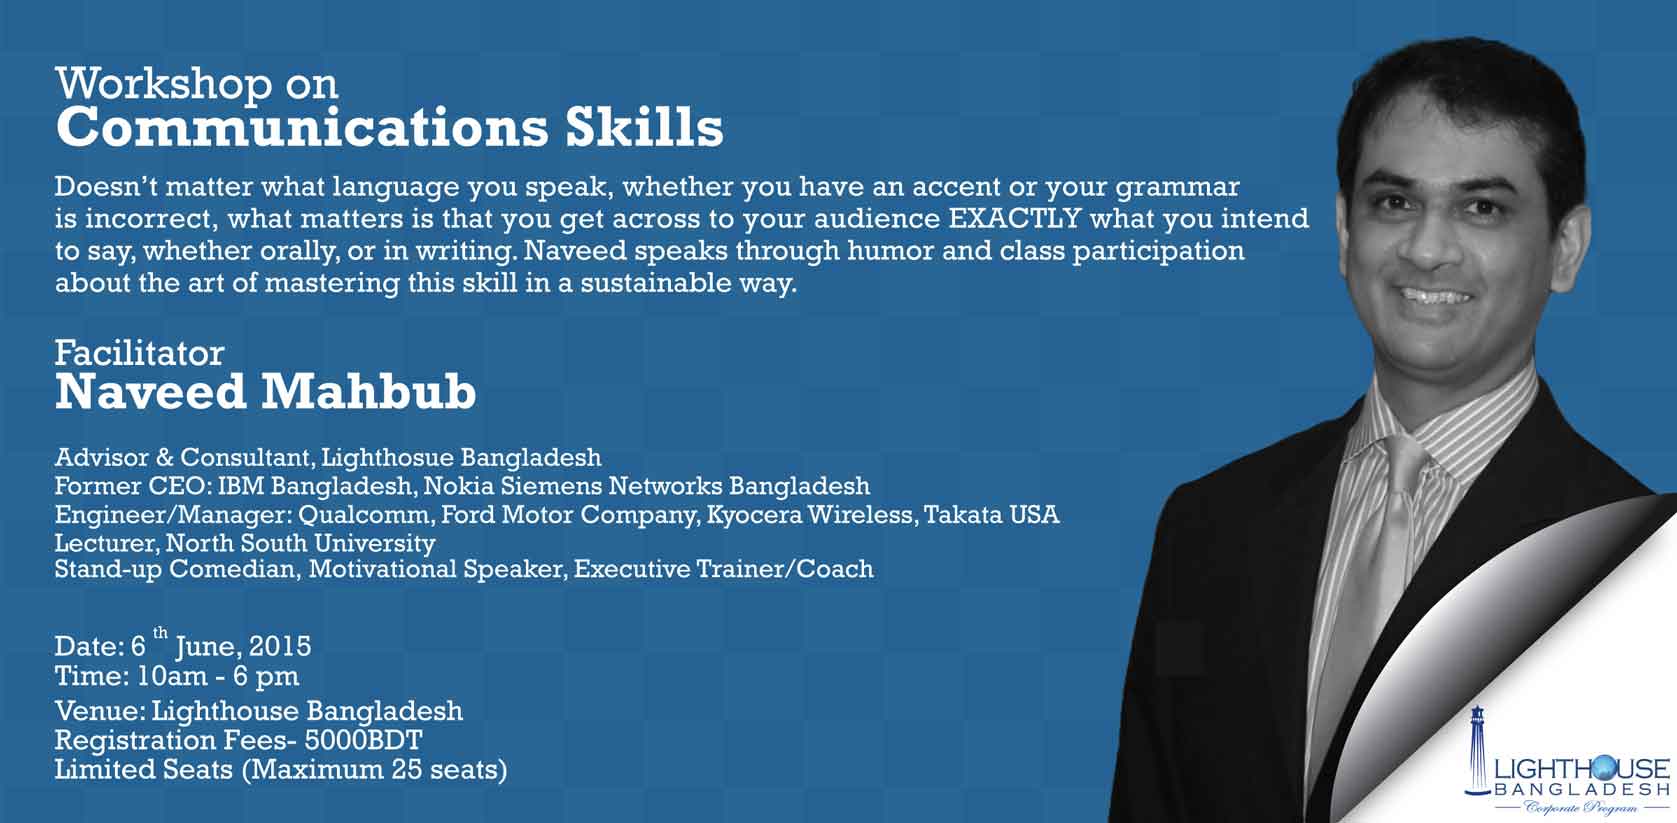 Workshop on
Communications Skills
Doesn't matter what language you speak, whether you have an accent or your grammar
is incorrect, what matters is that you get across to your audience EXACTLY what you intend
to say, whether orally, or in writing. Naveed speaks through humor and class participation
about the art of mastering this skill in a sustainable way.
Facilitator
Naveed Mahbub
Advisor & Consultant, Lighthosue Bangladesh
Former CEO: IBM Bangladesh, Nokia Siemens Networks Bangladesh
Engineer/Manager: Qualcomm, Ford Motor Company, Kyocera Wireless, Takata USA
Lecturer, North South University
Stand-up Comedian, Motivational Speaker, Executive Trainer/Coach
Date: 6 th June, 2015
Time: 10am - 6 pm
Venue: Lighthouse Bangladesh
Registration Fees- 5000BDT
Limited Seats (Maximum 25 seats)
LIGHTHOUSE
BANGLADESH
Corporate Program